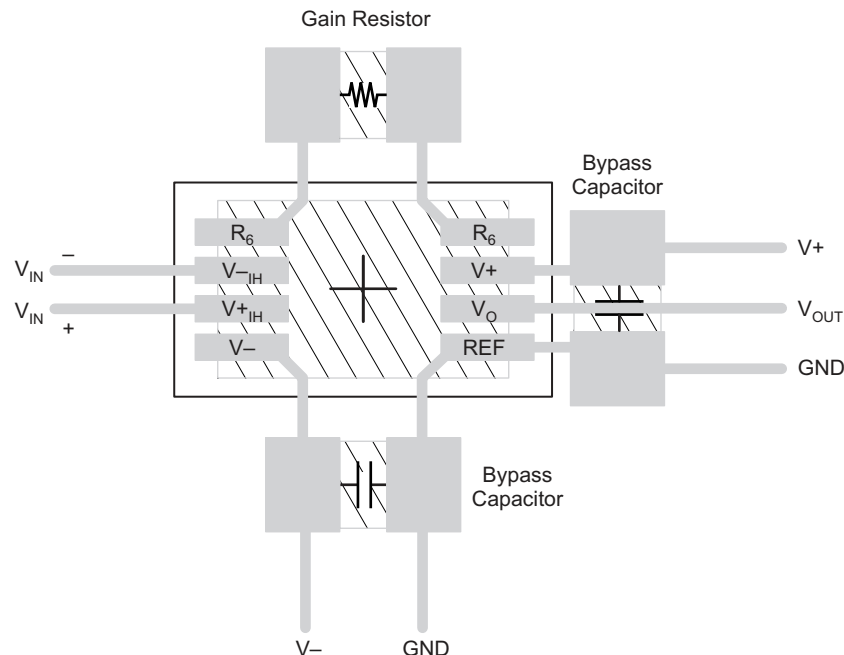 Gain Resistor
Bypass
Capacitor
R6
R6
V–IH
V+
V+IH
VO
V–
REF
VIN
–
VIN
+
V+
VOUT
GND
Bypass
Capacitor
V–
GND